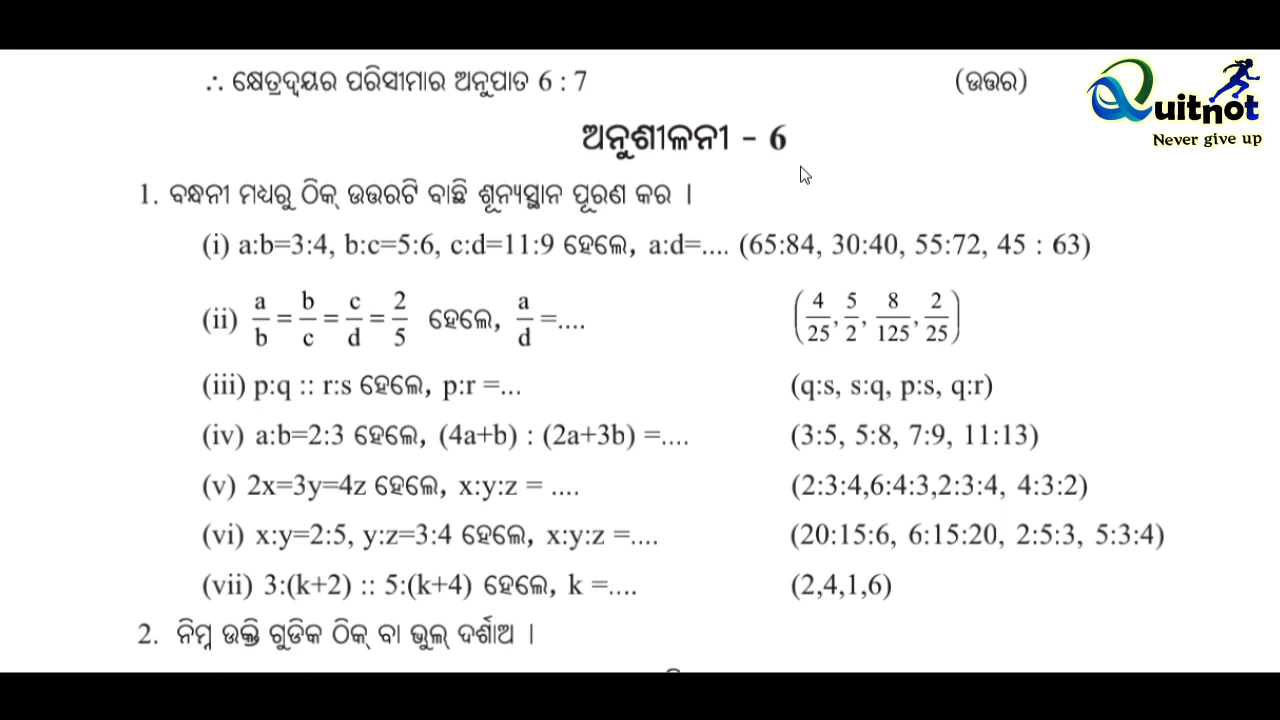 ∴ କ୍ଷେତ୍ରଦ୍ୱୟର ପରିସୀମାର ଅନୁପାତ 6 : 7 (ଉତ୍ତର)
Quitnot
Never give up
ଅନୁଶୀଳନୀ - 6
1. ବନ୍ଧନୀ ମଧ୍ୟରୁ ଠିକ୍ ଉତ୍ତରଟି ବାଛି ଶୂନ୍ୟସ୍ଥାନ ପୂରଣ କର ।
(i) a:b=3:4, b:c=5:6, c:d=11:9 ହେଲେ, a:d=.... (65:84, 30:40, 55:72, 45 : 63)
(ii) a/b = b/c = c/d = 2/5 ହେଲେ, a/d =.... (4/25, 5/2, 8/125, 2/25)
(iii) p:q :: r:s ହେଲେ, p:r =... (q:s, s:q, p:s, q:r)
(iv) a:b=2:3 ହେଲେ, (4a+b) : (2a+3b) =.... (3:5, 5:8, 7:9, 11:13)
(v) 2x=3y=4z ହେଲେ, x:y:z = .... (2:3:4,6:4:3,2:3:4, 4:3:2)
(vi) x:y=2:5, y:z=3:4 ହେଲେ, x:y:z =.... (20:15:6, 6:15:20, 2:5:3, 5:3:4)
(vii) 3:(k+2) :: 5:(k+4) ହେଲେ, k =.... (2,4,1,6)
2. ନିମ୍ନ ଉକ୍ତି ଗୁଡିକ ଠିକ୍ ବା ଭୁଲ୍ ଦର୍ଶାଅ ।